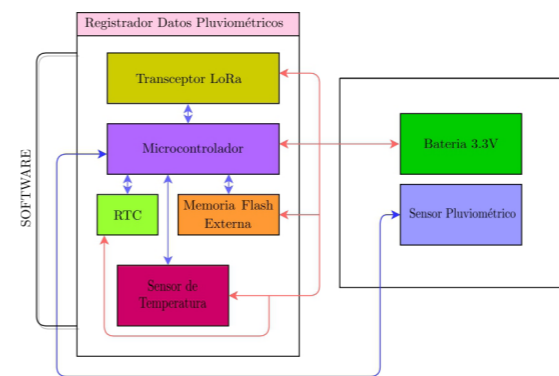 Registrador Datos Pluviométricos
SOFTWARE
Transceptor LoRa
Microcontrolador
Bateria 3.3V
RTC
Memoria Flash
Externa
Sensor Pluviométrico
Sensor de
Temperatura